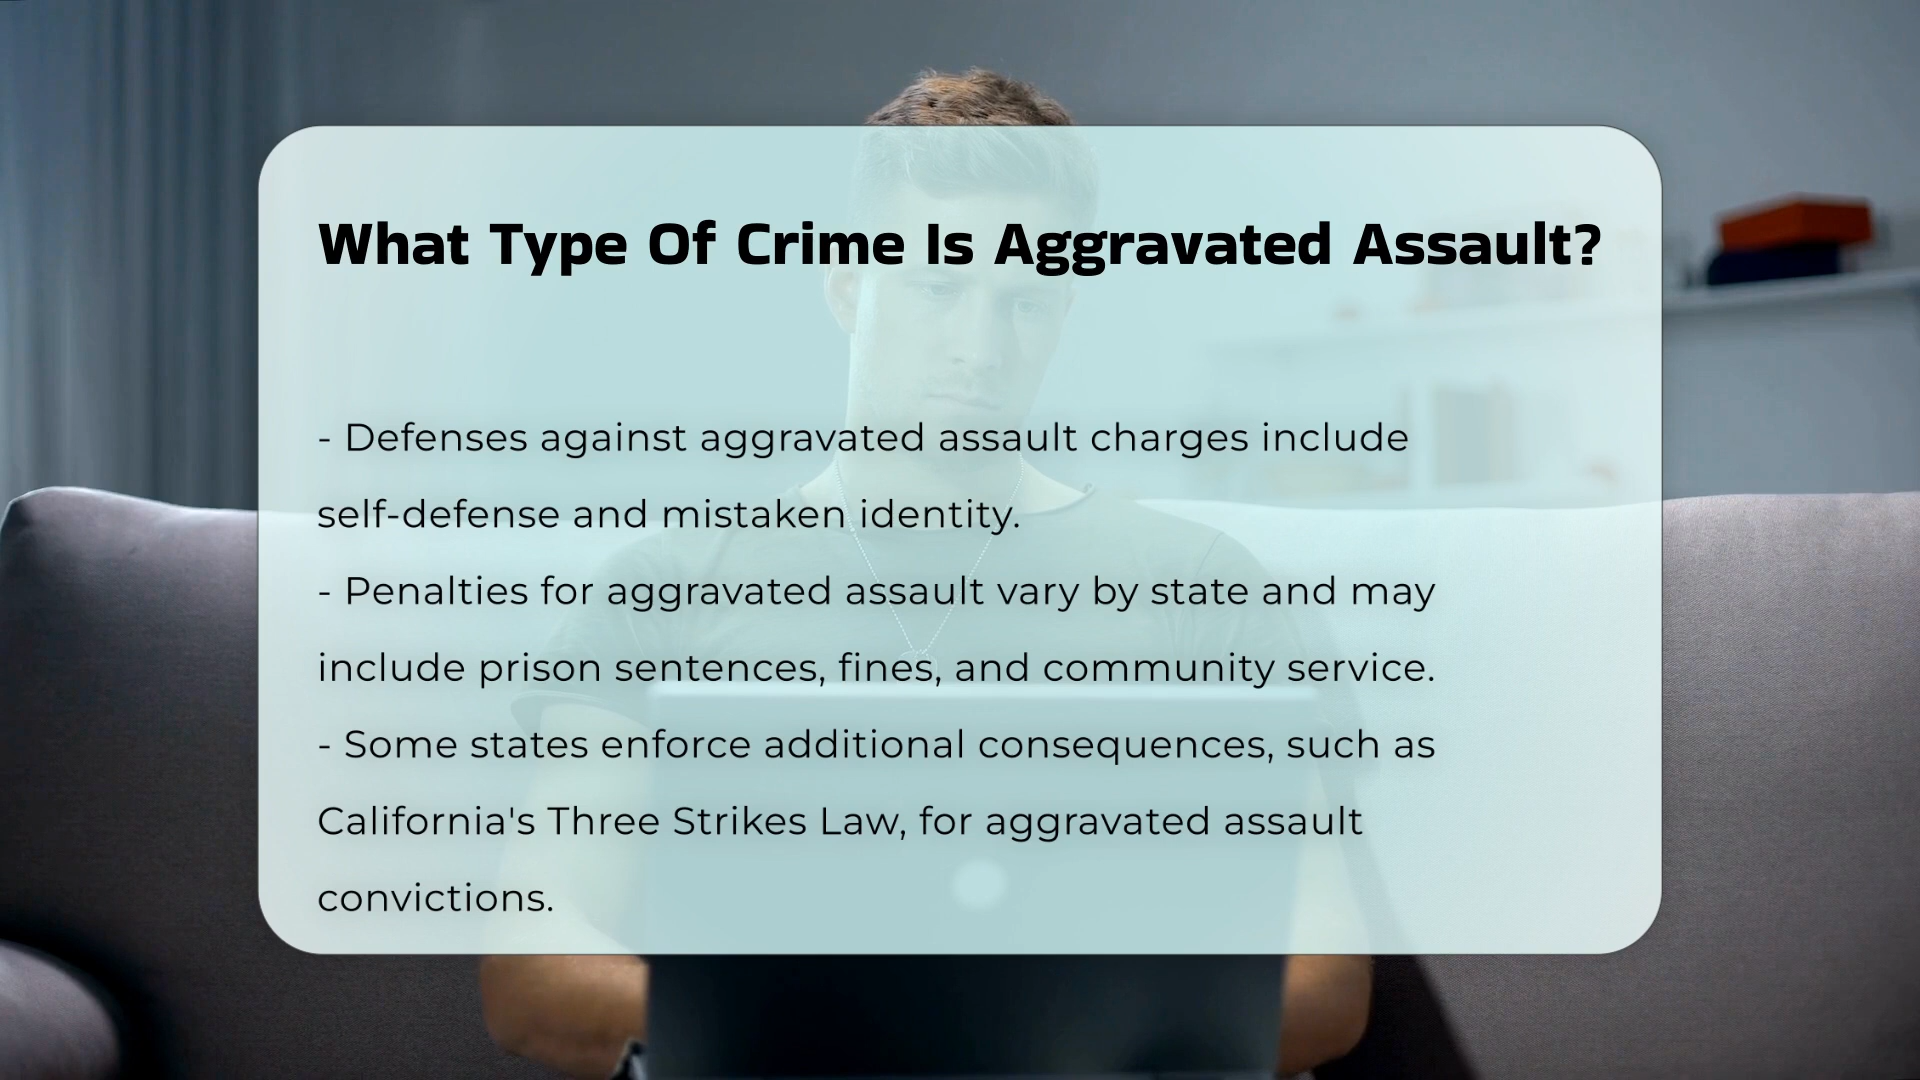 What Type Of Crime Is Aggravated Assault?
- Defenses against aggravated assault charges include
self-defense and mistaken identity.
- Penalties for aggravated assault vary by state and may
include prison sentences, fines, and community service.
- Some states enforce additional consequences, such as
California's Three Strikes Law, for aggravated assault
convictions.